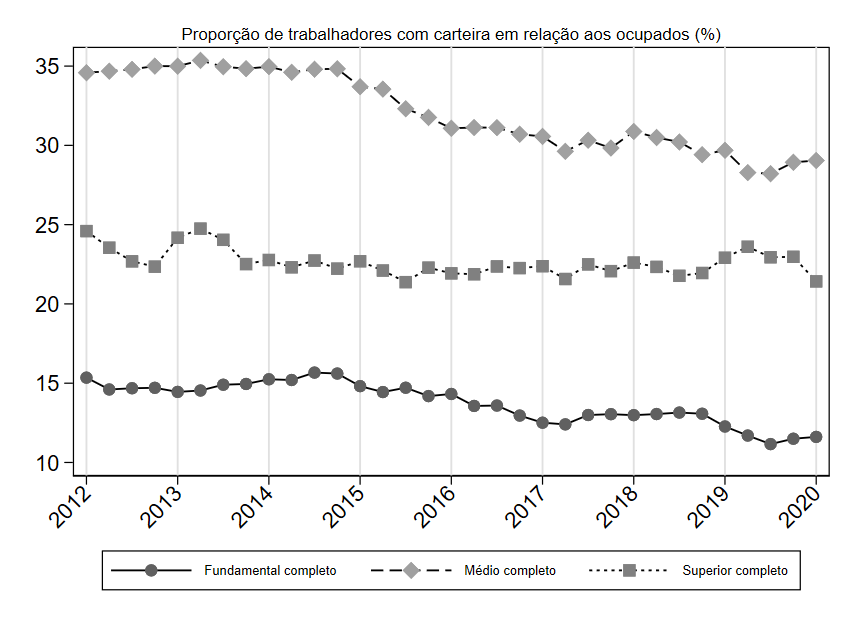 Proporção de trabalhadores com carteira em relação aos ocupados (%)
35
30
25
20
15
10
2012 2013 2014 2015 2016 2017 2018 2019 2020
Fundamental completo Médio completo Superior completo